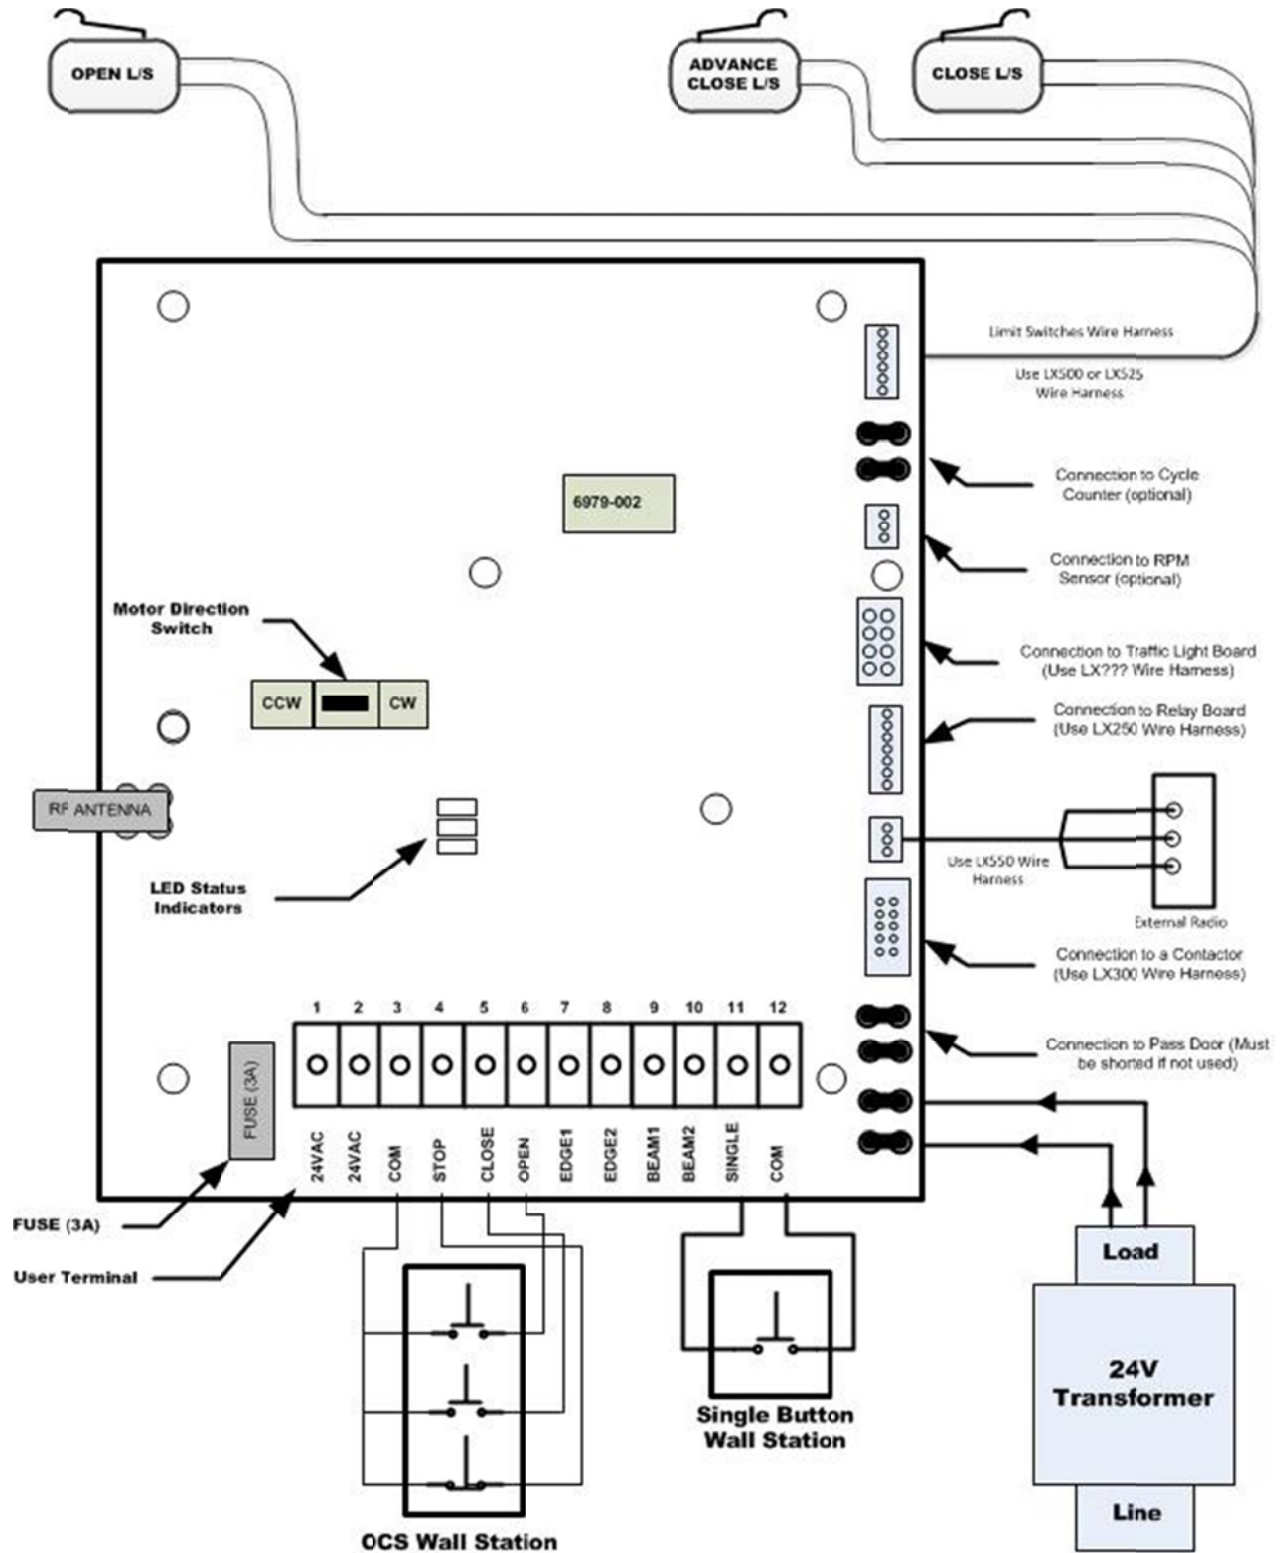 OPEN L/S
ADVANCE
CLOSE L/S
CLOSE L/S
Limit Switches Wire Harness
Use LX500 or LX525
Wire Harness
Connection to Cycle
Counter (optional)
6979-002
Connection to RPM
Sensor (optional)
Motor Direction
Switch
Connection to Traffic Light Board
(Use LX??? Wire Harness)
CCW
CW
Connection to Relay Board
(Use LX250 Wire Harness)
RF ANTENNA
Use LX550 Wire
Harness
LED Status
Indicators
External Radio
Connection to a Contactor
(Use LX300 Wire Harness)
1 2 3 4 5 6 7 8 9 10 11 12
Connection to Pass Door (Must
be shorted if not used)
FUSE (3A)
24VAC
24VAC
COM
STOP
CLOSE
OPEN
EDGE1
EDGE2
BEAM1
BEAM2
SINGLE
COM
FUSE (3A)
User Terminal
Load
24V
Transformer
Line
Single Button
Wall Station
OCS Wall Station